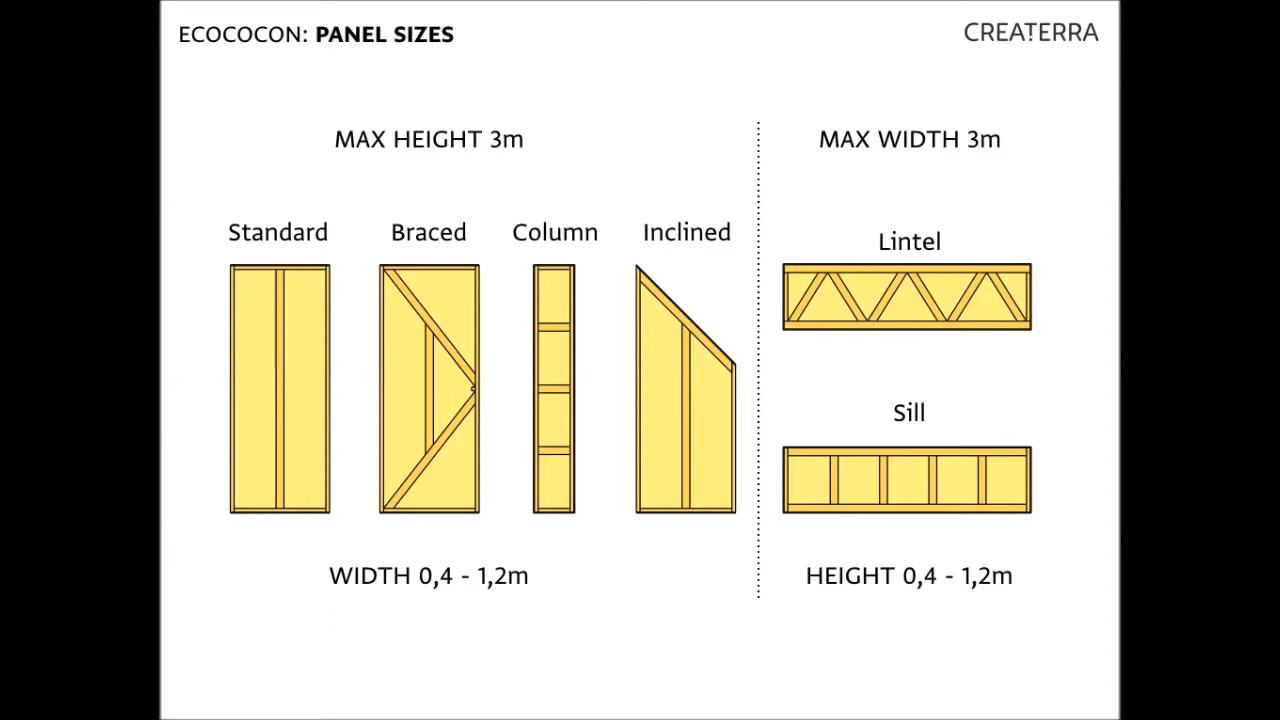 ECOCOCON: PANEL SIZES
CREATERRA
MAX HEIGHT 3m
MAX WIDTH 3m
Standard
Braced
Column
Inclined
Lintel
Sill
WIDTH 0,4 - 1,2m
HEIGHT 0,4 - 1,2m